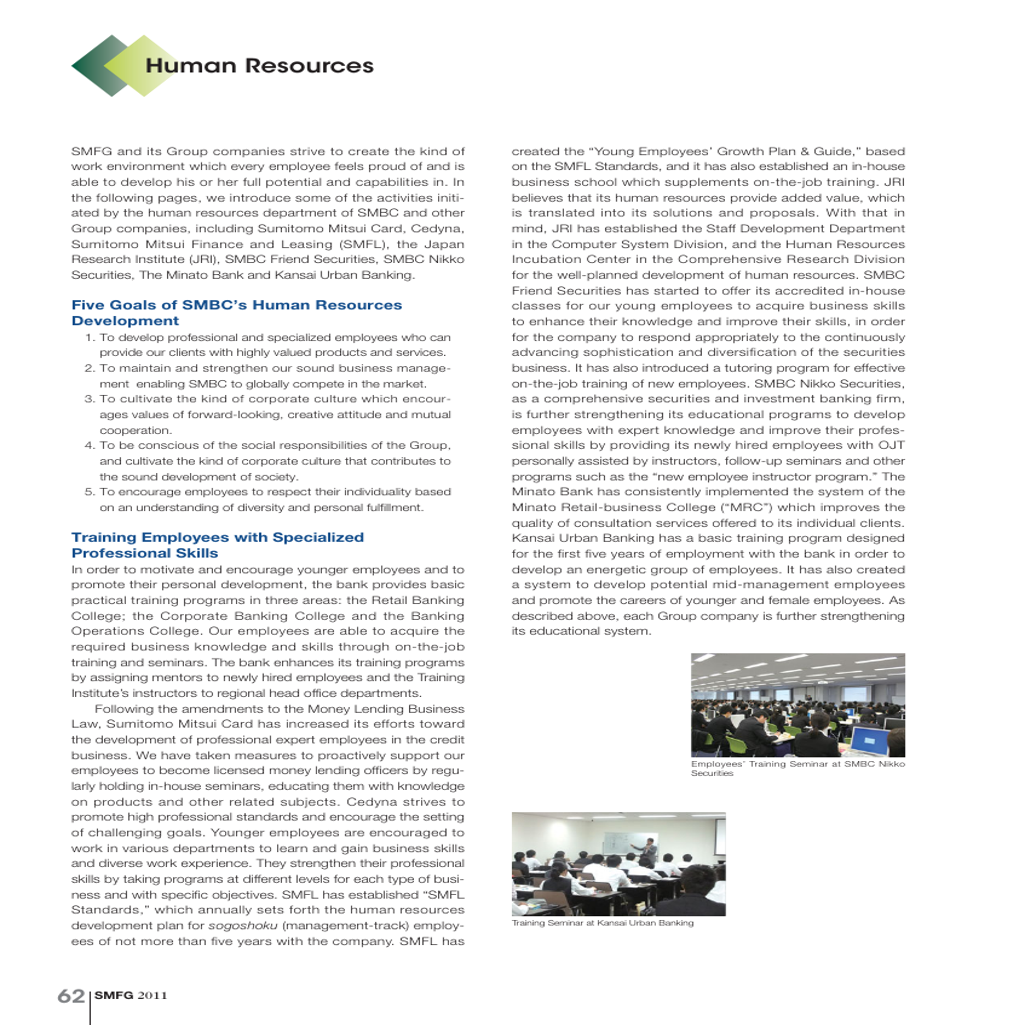 Human Resources
SMFG and its Group companies strive to create the kind of
work environment which every employee feels proud of and is
able to develop his or her full potential and capabilities in. In
the following pages, we introduce some of the activities initi-
ated by the human resources department of SMBC and other
Group companies, including Sumitomo Mitsui Card, Cedyna,
Sumitomo Mitsui Finance and Leasing (SMFL), the Japan
Research Institute (JRI), SMBC Friend Securities, SMBC Nikko
Securities, The Minato Bank and Kansai Urban Banking.
Five Goals of SMBC's Human Resources
Development
1. To develop professional and specialized employees who can
provide our clients with highly valued products and services.
2. To maintain and strengthen our sound business manage-
ment enabling SMBC to globally compete in the market.
3. To cultivate the kind of corporate culture which encour-
ages values of forward-looking, creative attitude and mutual
cooperation.
4. To be conscious of the social responsibilities of the Group,
and cultivate the kind of corporate culture that contributes to
the sound development of society.
5. To encourage employees to respect their individuality based
on an understanding of diversity and personal fulfillment.
Training Employees with Specialized
Professional Skills
In order to motivate and encourage younger employees and to
promote their personal development, the bank provides basic
practical training programs in three areas: the Retail Banking
College; the Corporate Banking College and the Banking
Operations College. Our employees are able to acquire the
required business knowledge and skills through on-the-job
training and seminars. The bank enhances its training programs
by assigning mentors to newly hired employees and the Training
Institute's instructors to regional head office departments.
Following the amendments to the Money Lending Business
Law, Sumitomo Mitsui Card has increased its efforts toward
the development of professional expert employees in the credit
business. We have taken measures to proactively support our
employees to become licensed money lending officers by regu-
larly holding in-house seminars, educating them with knowledge
on products and other related subjects. Cedyna strives to
promote high professional standards and encourage the setting
of challenging goals. Younger employees are encouraged to
work in various departments to learn and gain business skills
and diverse work experience. They strengthen their professional
skills by taking programs at different levels for each type of busi-
ness and with specific objectives. SMFL has established “SMFL
Standards,” which annually sets forth the human resources
development plan for sogoshoku (management-track) employ-
ees of not more than five years with the company. SMFL has
created the “Young Employees’ Growth Plan & Guide,” based
on the SMFL Standards, and it has also established an in-house
business school which supplements on-the-job training. JRI
believes that its human resources provide added value, which
is translated into its solutions and proposals. With that in
mind, JRI has established the Staff Development Department
in the Computer System Division, and the Human Resources
Incubation Center in the Comprehensive Research Division
for the well-planned development of human resources. SMBC
Friend Securities has started to offer its accredited in-house
classes for our young employees to acquire business skills
to enhance their knowledge and improve their skills, in order
for the company to respond appropriately to the continuously
advancing sophistication and diversification of the securities
business. It has also introduced a tutoring program for effective
on-the-job training of new employees. SMBC Nikko Securities,
as a comprehensive securities and investment banking firm,
is further strengthening its educational programs to develop
employees with expert knowledge and improve their profes-
sional skills by providing its newly hired employees with OJT
personally assisted by instructors, follow-up seminars and other
programs such as the “new employee instructor program.” The
Minato Bank has consistently implemented the system of the
Minato Retail-business College (“MRC”) which improves the
quality of consultation services offered to its individual clients.
Kansai Urban Banking has a basic training program designed
for the first five years of employment with the bank in order to
develop an energetic group of employees. It has also created
a system to develop potential mid-management employees
and promote the careers of younger and female employees. As
described above, each Group company is further strengthening
its educational system.
Employees' Training Seminar at SMBC Nikko
Securities
Training Seminar at Kansai Urban Banking
62 SMFG 2011